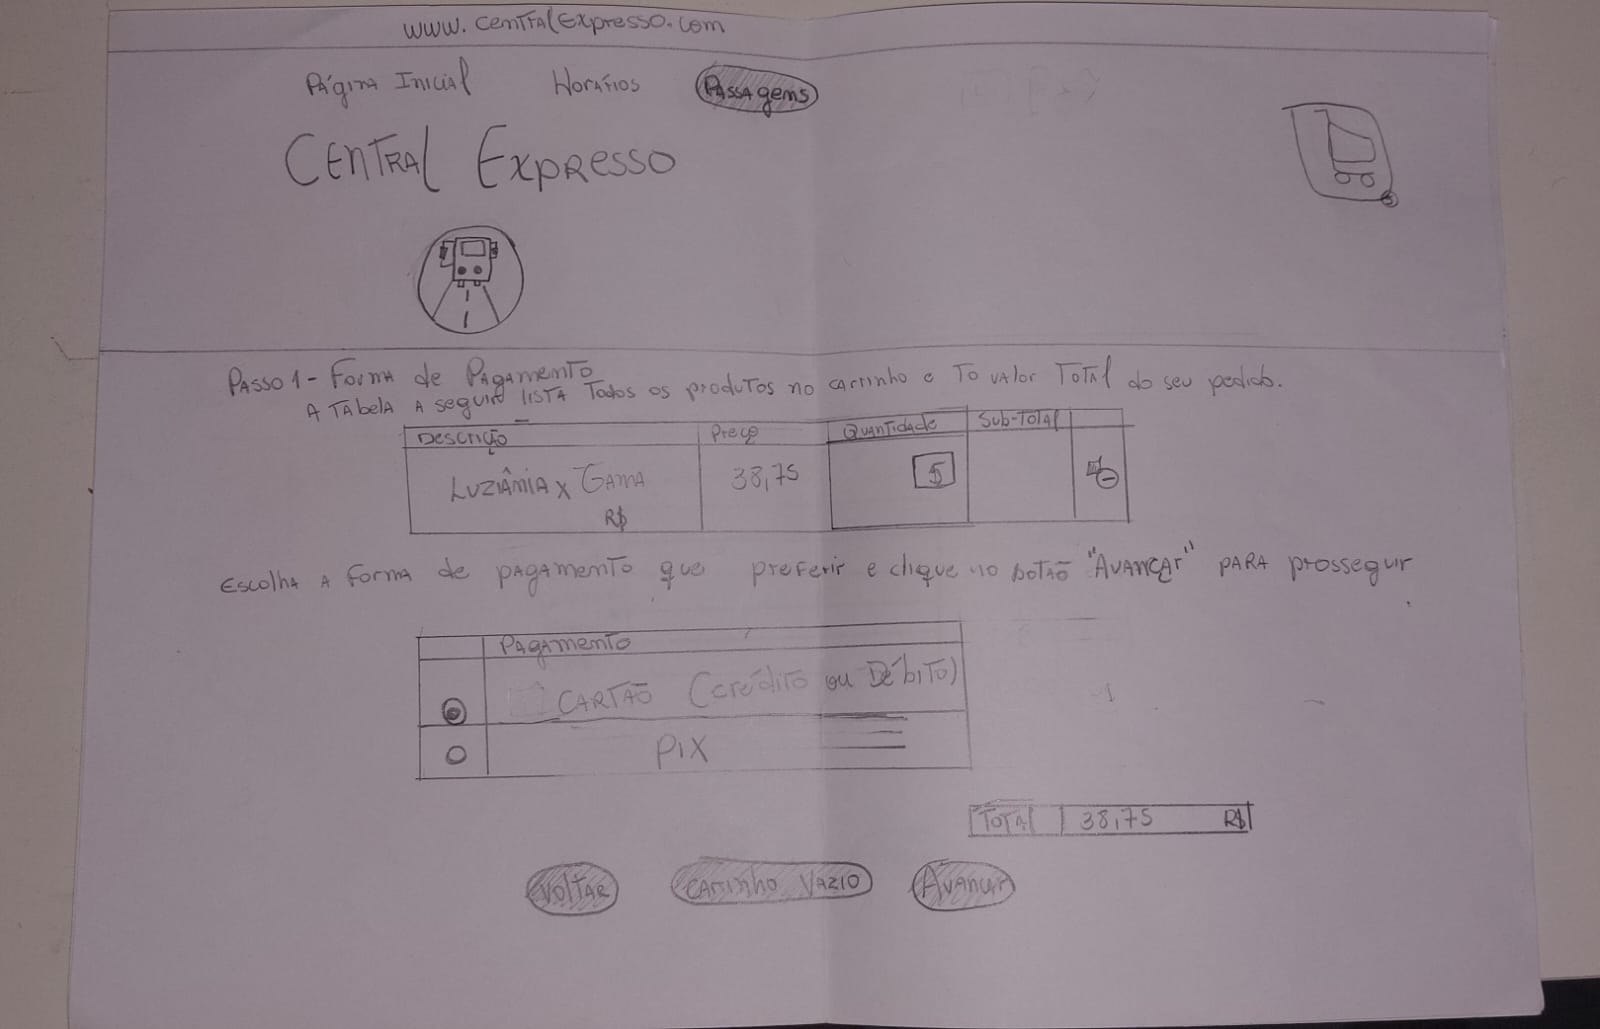 www.CentralExpresso.com
Página Inicial Horários Passagens
Central Expresso
Passo 1 - Forma de Pagamento
A Tabela A seguir lista Todos os produtos no carrinho e To valor Total do seu pedido.
Descrição Preço Quantidade Sub-Total
Luziânia x Gama 38,75 5
R$
Escolha A Forma de pagamento que preferir e clique no botão "Avançar" para prosseguir
Pagamento
Cartão (crédito ou Débito)
Pix
Total 38,75 R$
Voltar Carrinho Vazio Avançar